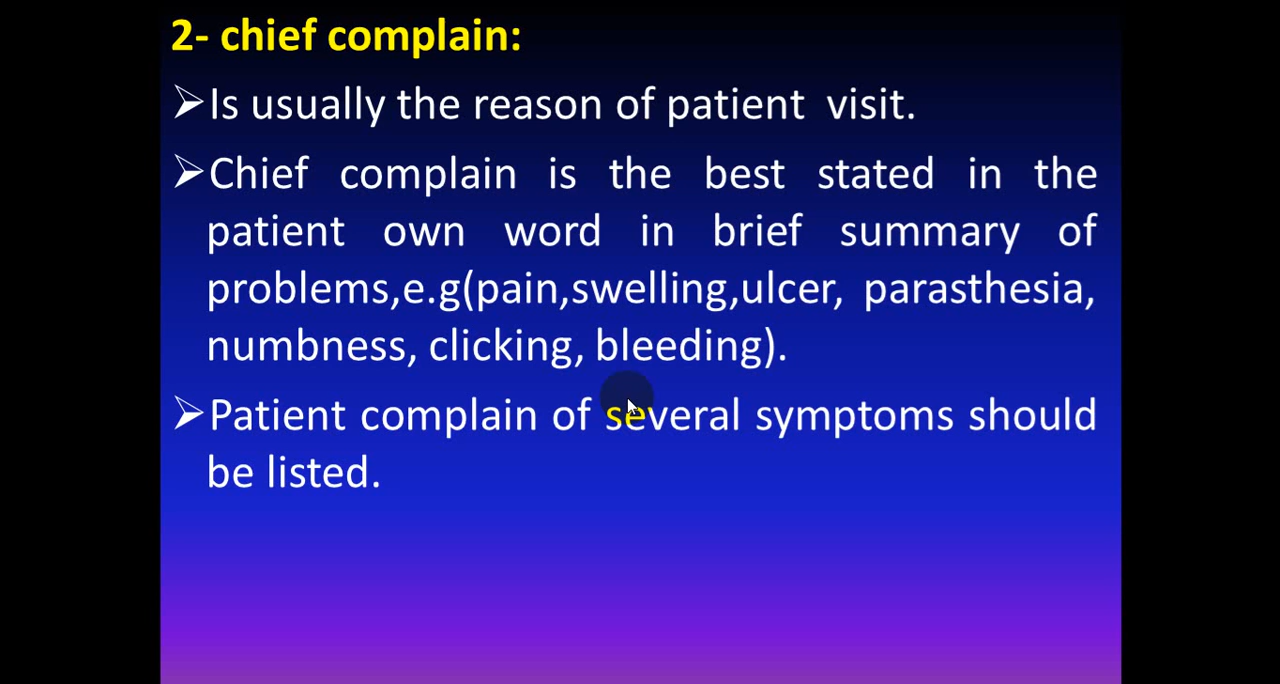 2- chief complain:
➢Is usually the reason of patient visit.
➢Chief complain is the best stated in the
patient own word in brief summary of
problems,e.g(pain,swelling,ulcer, parasthesia,
numbness, clicking, bleeding).
➢Patient complain of several symptoms should
be listed.